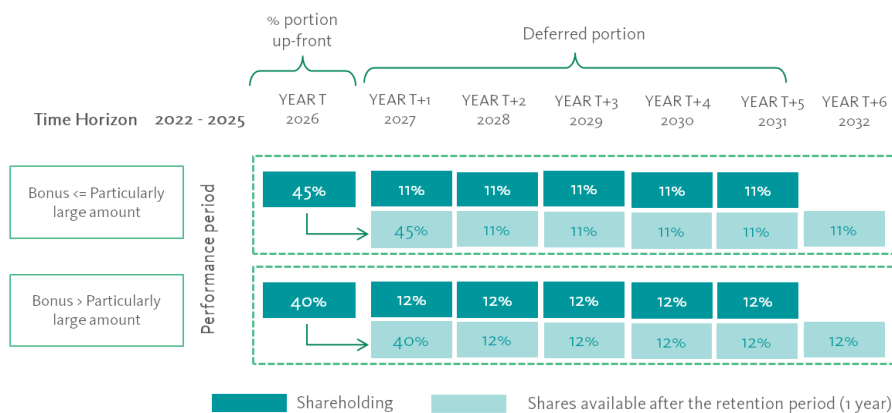 % portion
up-front
Deferred portion
Time Horizon 2022 - 2025
YEAR T
2026
YEAR T+1
2027
YEAR T+2
2028
YEAR T+3
2029
YEAR T+4
2030
YEAR T+5
2031
YEAR T+6
2032
Performance period
Bonus <= Particularly
large amount
45% 11% 11% 11% 11% 11%
45% 11% 11% 11% 11% 11%
Bonus > Particularly
large amount
40% 12% 12% 12% 12% 12%
40% 12% 12% 12% 12% 12%
Shareholding
Shares available after the retention period (1 year)